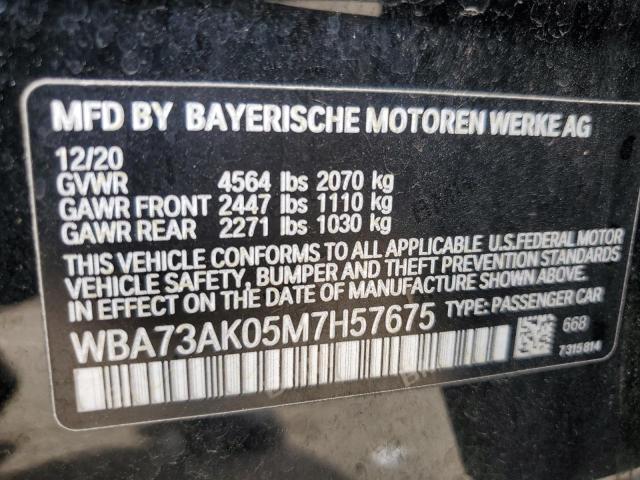 MFD BY BAYERISCHE MOTOREN WERKE AG
12/20
GVWR 4564 lbs 2070 kg
GAWR FRONT 2447 lbs 1110 kg
GAWR REAR 2271 lbs 1030 kg
THIS VEHICLE CONFORMS TO ALL APPLICABLE U.S.FEDERAL MOTOR
VEHICLE SAFETY, BUMPER AND THEFT PREVENTION STANDARDS
IN EFFECT ON THE DATE OF MANUFACTURE SHOWN ABOVE.
WBA73AK05M7H57675 TYPE: PASSENGER CAR
668
7315814